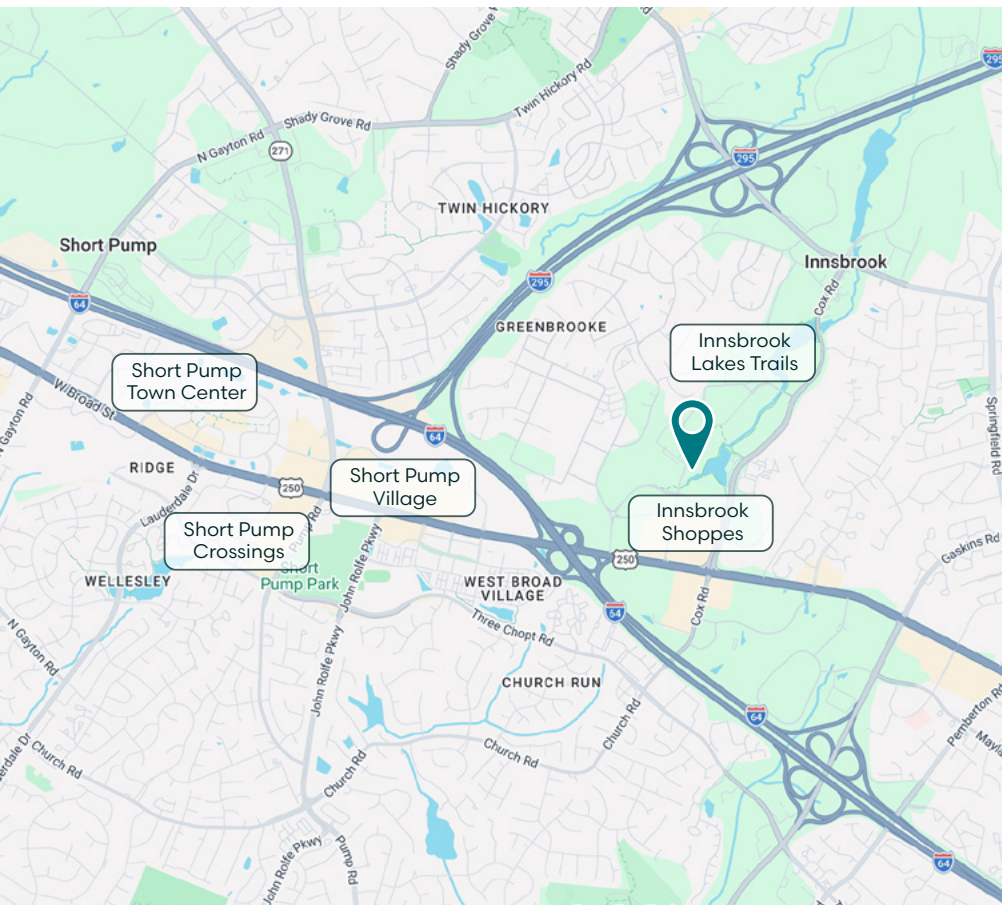 Shady Grove
295
Twin Hickory Rd
Shady Grove Rd
N Gayton Rd
271
295
TWIN HICKORY
Short Pump
Innsbrook
295
64
Cox Rd
GREENBROOKE
Innsbrook
Lakes Trails
Short Pump
Town Center
W Broad St
N Gayton Rd
Springfield Rd
64
RIDGE
Short Pump
Village
Lauderdale Dr
250
Innsbrook
Shoppes
Short Pump
Crossings
Pump Rd
John Rolfe Pkwy
250
Gaskins Rd
Short
Pump Park
WELLESLEY
WEST BROAD
VILLAGE
64
Cox Rd
Three Chopt Rd
N Gayton Rd
John Rolfe Pkwy
CHURCH RUN
Pemberton Rd
64
Church Rd
Church Rd
Church Rd
Church Rd
John Rolfe Pkwy
Pump Rd
64